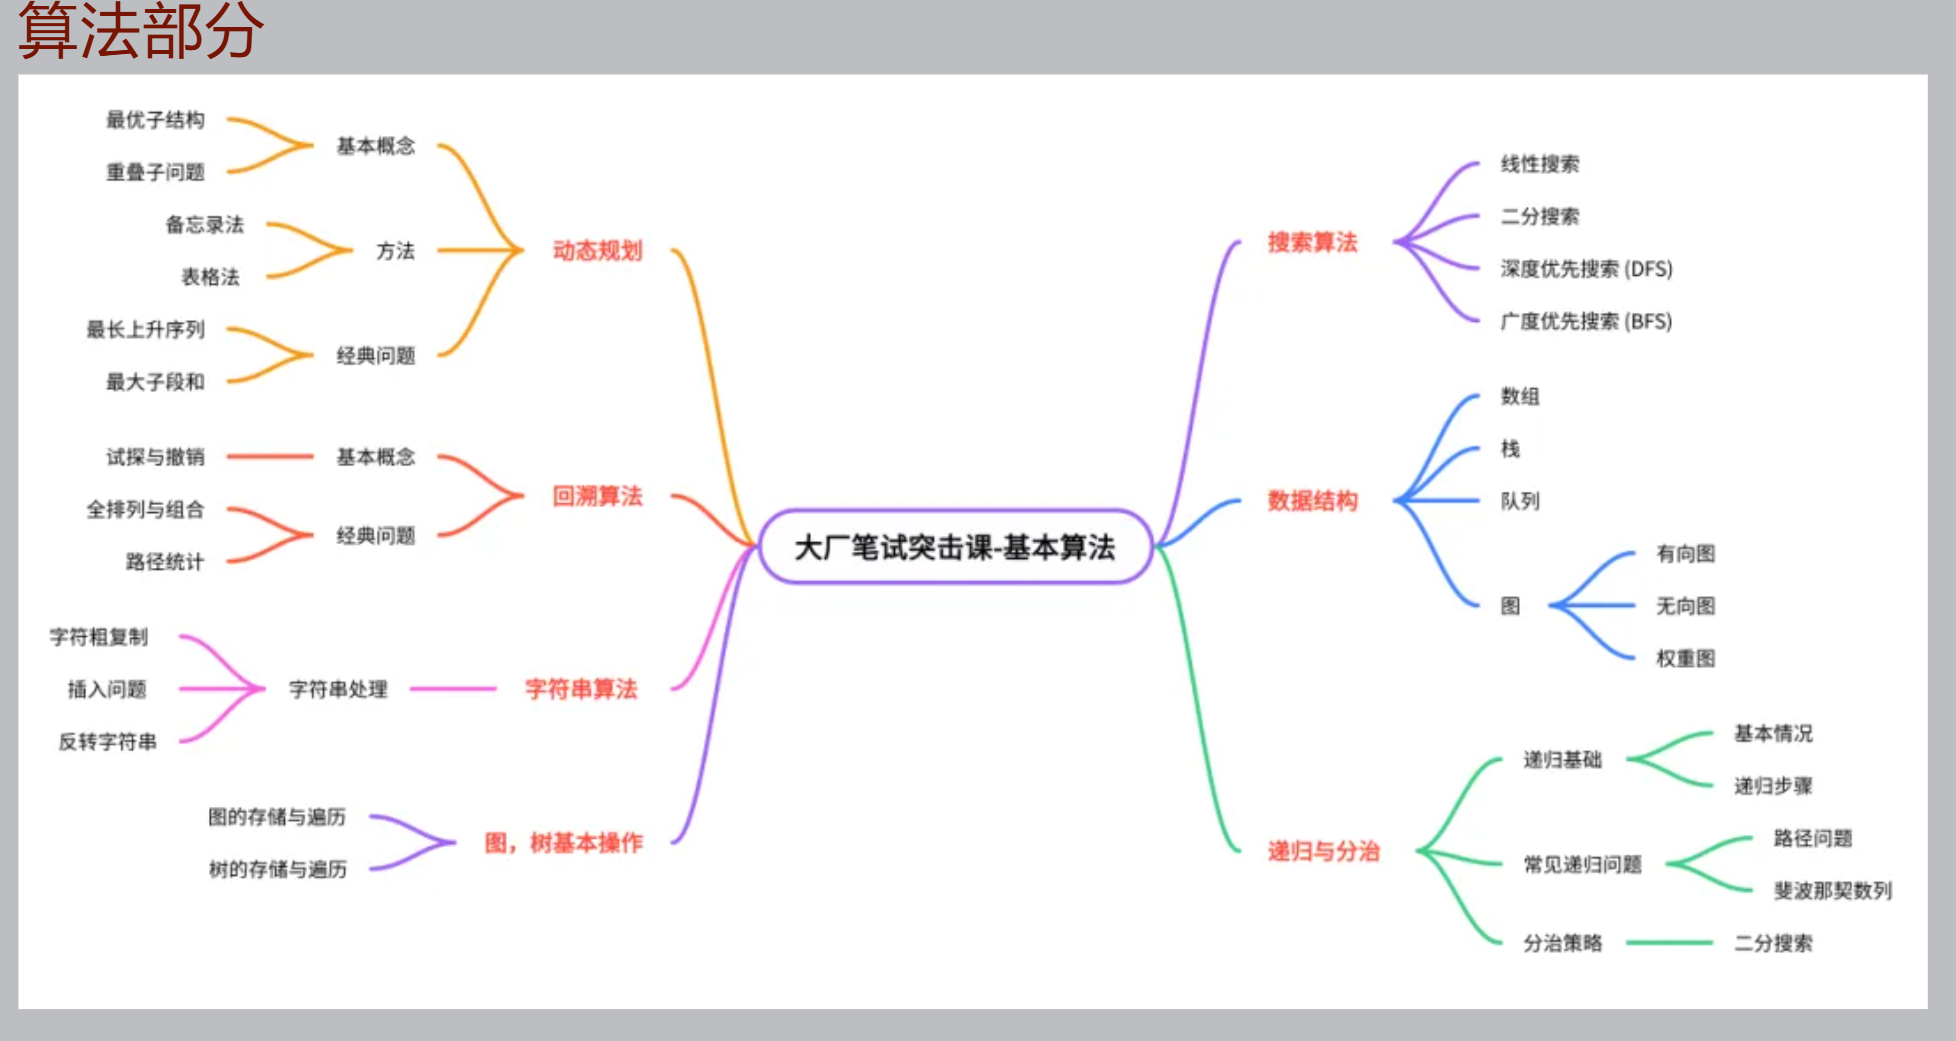 算法部分
最优子结构
重叠子问题
基本概念
备忘录法
表格法
方法
最长上升序列
最大子段和
经典问题
动态规划
试探与撤销
基本概念
全排列与组合
路径统计
经典问题
回溯算法
字符粗复制
插入问题
反转字符串
字符串处理
字符串算法
图的存储与遍历
树的存储与遍历
图，树基本操作
大厂笔试突击课-基本算法
搜索算法
线性搜索
二分搜索
深度优先搜索 (DFS)
广度优先搜索 (BFS)
数据结构
数组
栈
队列
图
有向图
无向图
权重图
递归与分治
递归基础
基本情况
递归步骤
常见递归问题
路径问题
斐波那契数列
分治策略
二分搜索